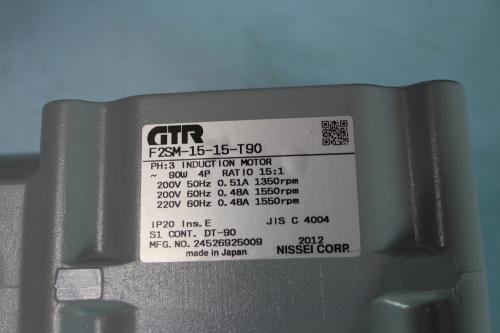 GTR
F2SM-15-15-T90
PH:3 INDUCTION MOTOR
~ 90W 4P RATIO 15:1
200V 50Hz 0.51A 1350rpm
200V 60Hz 0.48A 1550rpm
220V 60Hz 0.48A 1550rpm
IP20 Ins.E JIS C 4004
S1 CONT. DT-90
MFG.NO.24526925009 2012
made in Japan NISSEI CORP.